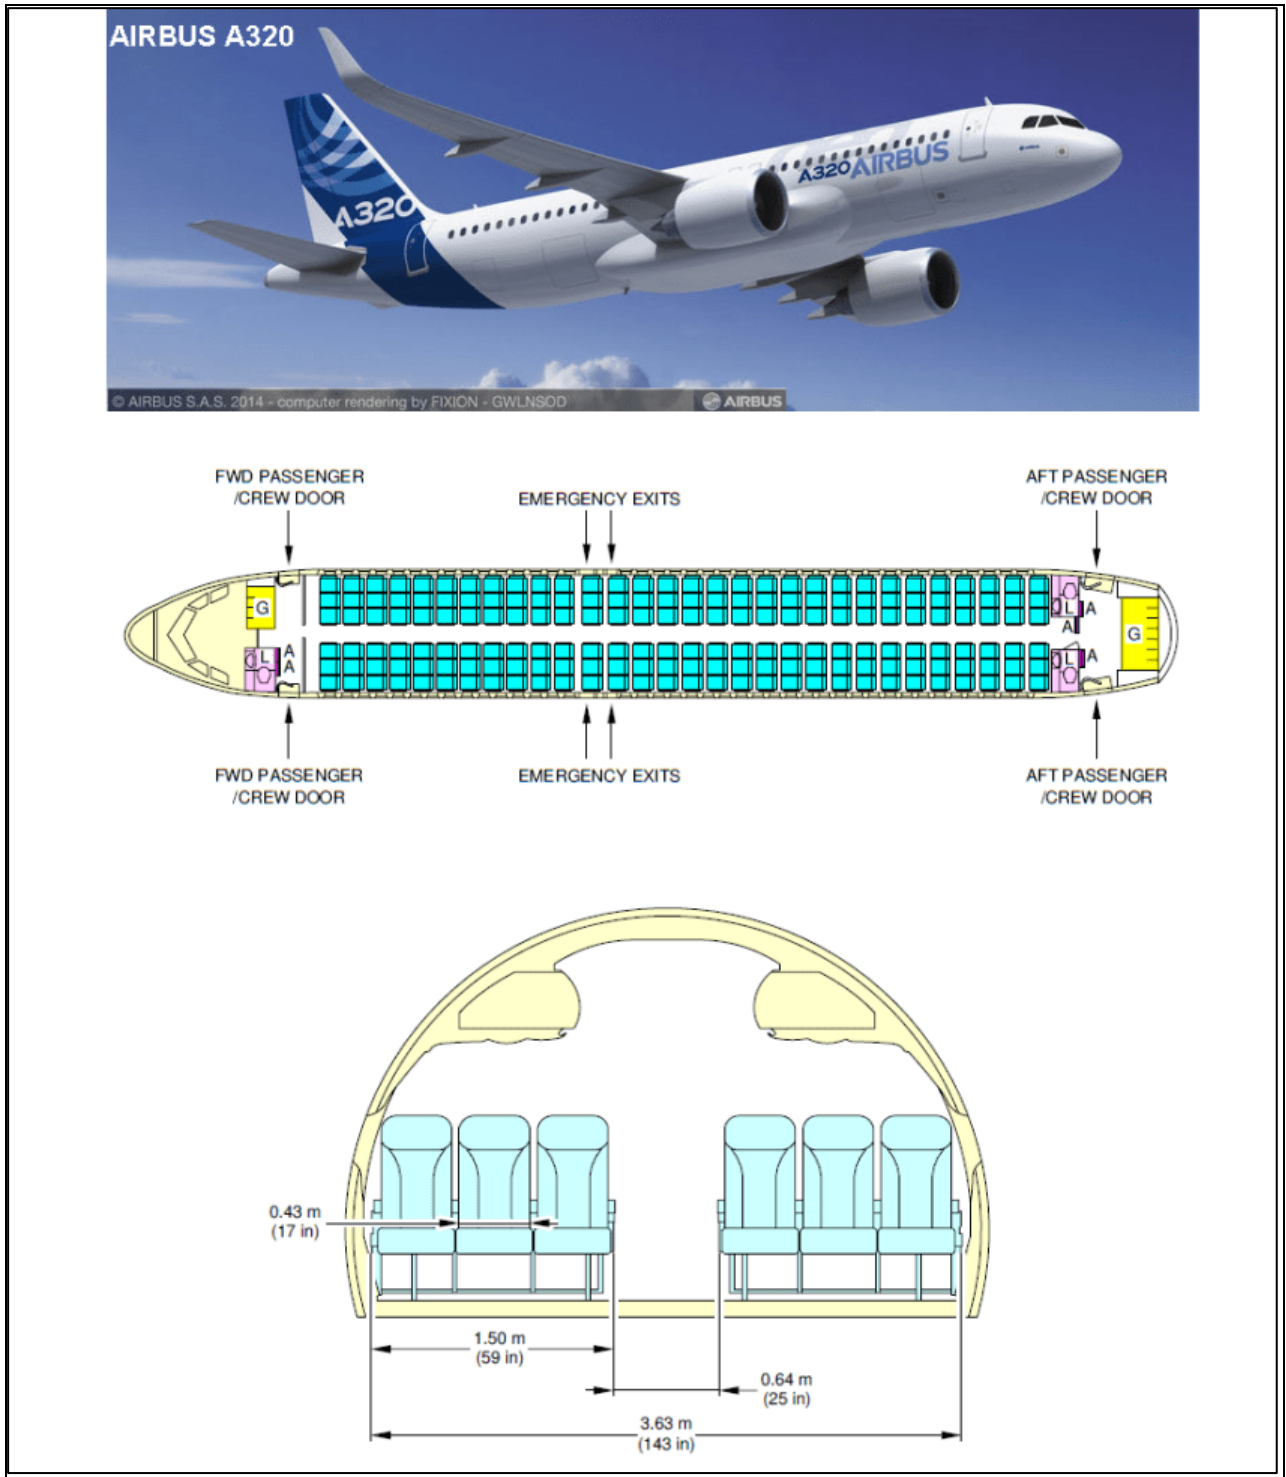 AIRBUS A320
A320 AIRBUS
A320
© AIRBUS S.A.S. 2014 - computer rendering by FIXION - GWLNSOD
AIRBUS
FWD PASSENGER
/CREW DOOR
EMERGENCY EXITS
AFT PASSENGER
/CREW DOOR
G
L
A
A
G
L
A
A
L
A
FWD PASSENGER
/CREW DOOR
EMERGENCY EXITS
AFT PASSENGER
/CREW DOOR
0.43 m
(17 in)
1.50 m
(59 in)
0.64 m
(25 in)
3.63 m
(143 in)